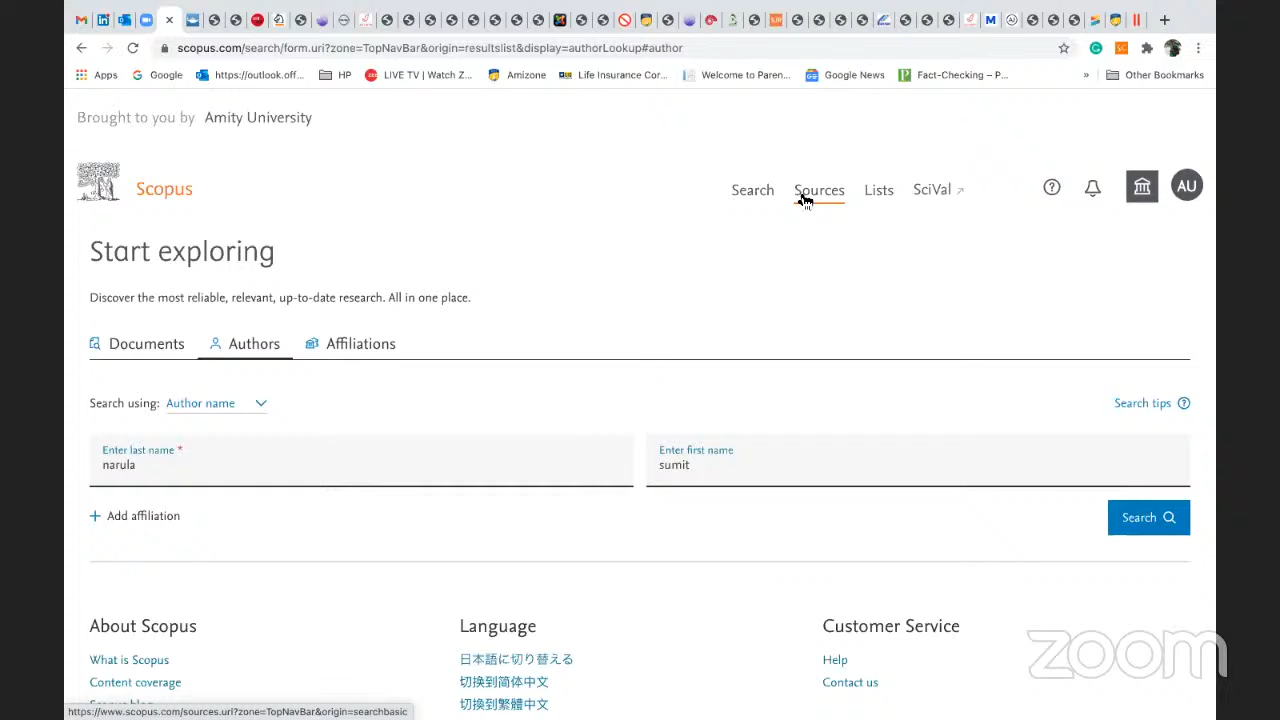 scopus.com/search/form.uri?zone=TopNavBar&origin=resultslist&display=authorLookup#author
Apps
Google
https://outlook.off...
HP
LIVE TV | Watch Z...
Amizone
Life Insurance Cor...
Welcome to Paren...
Google News
Fact-Checking – P...
»
Other Bookmarks
Brought to you by Amity University
Scopus
Search
Sources
Lists
SciVal
AU
Start exploring
Discover the most reliable, relevant, up-to-date research. All in one place.
Documents
Authors
Affiliations
Search using: Author name
Search tips
Enter last name *
narula
Enter first name
sumit
+ Add affiliation
Search
About Scopus
Language
Customer Service
What is Scopus
日本語に切り替える
Help
Content coverage
切换到简体中文
Contact us
切換到繁體中文
https://www.scopus.com/sources.uri?zone=TopNavBar&origin=searchbasic
zoom